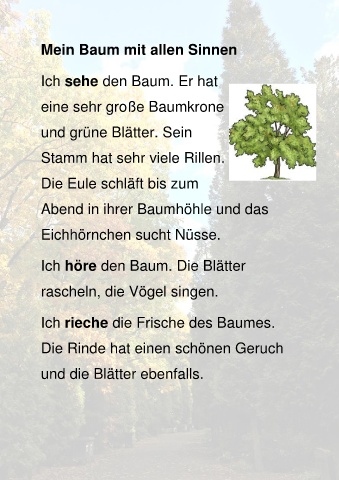 Mein Baum mit allen Sinnen
Ich sehe den Baum. Er hat
eine sehr große Baumkrone
und grüne Blätter. Sein
Stamm hat sehr viele Rillen.
Die Eule schläft bis zum
Abend in ihrer Baumhöhle und das
Eichhörnchen sucht Nüsse.
Ich höre den Baum. Die Blätter
rascheln, die Vögel singen.
Ich rieche die Frische des Baumes.
Die Rinde hat einen schönen Geruch
und die Blätter ebenfalls.